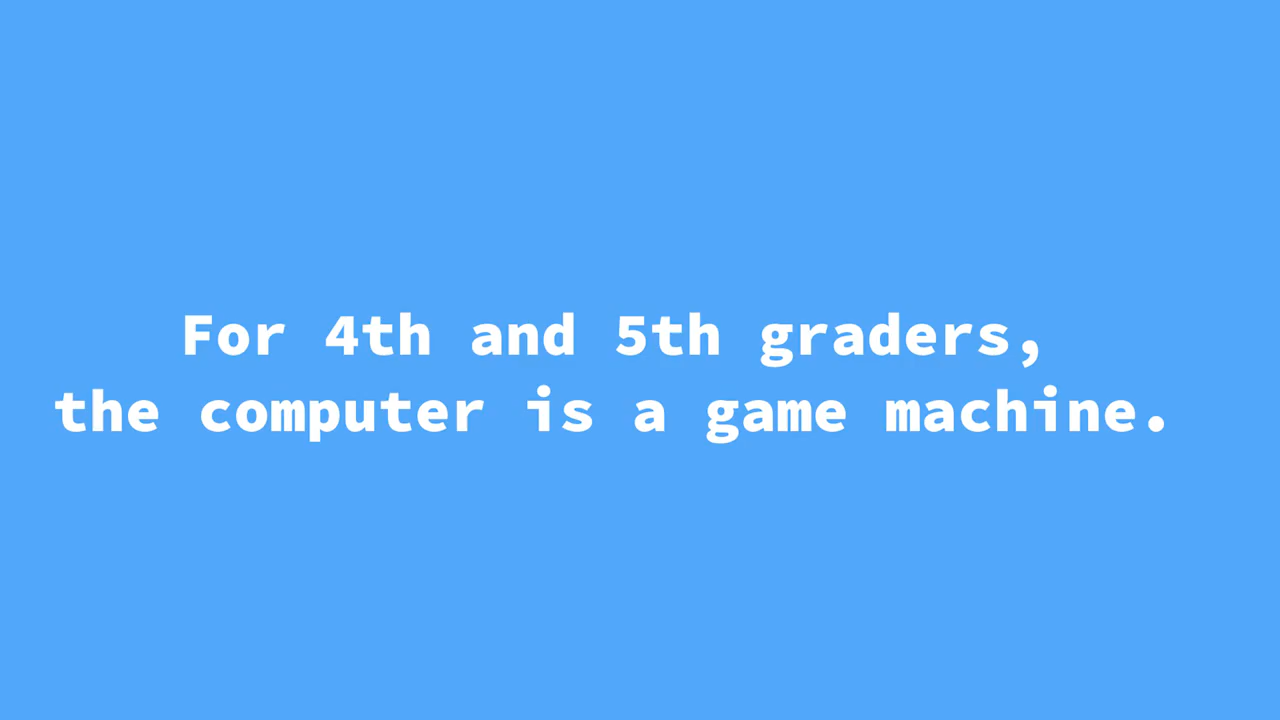 For 4th and 5th graders,
the computer is a game machine.